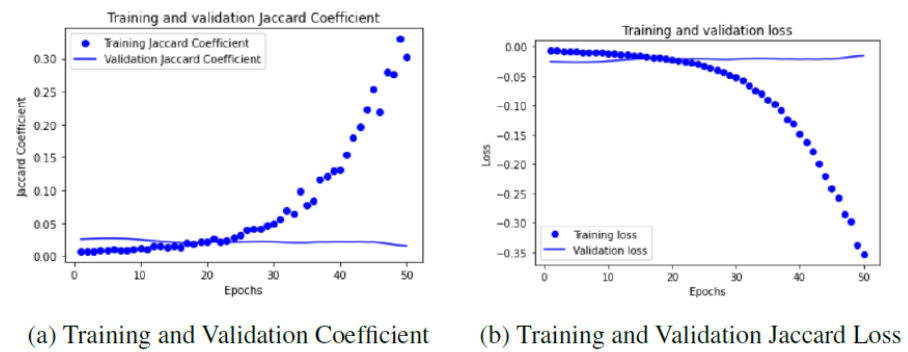 Training and validation Jaccard Coefficient
Training Jaccard Coefficient
Validation Jaccard Coefficient
Jaccard Coefficient
0.30
0.25
0.20
0.15
0.10
0.05
0.00
0 10 20 30 40 50
Epochs
(a) Training and Validation Coefficient
Training and validation loss
0.00
−0.05
−0.10
−0.15
−0.20
−0.25
−0.30
−0.35
Loss
Training loss
Validation loss
0 10 20 30 40 50
Epochs
(b) Training and Validation Jaccard Loss